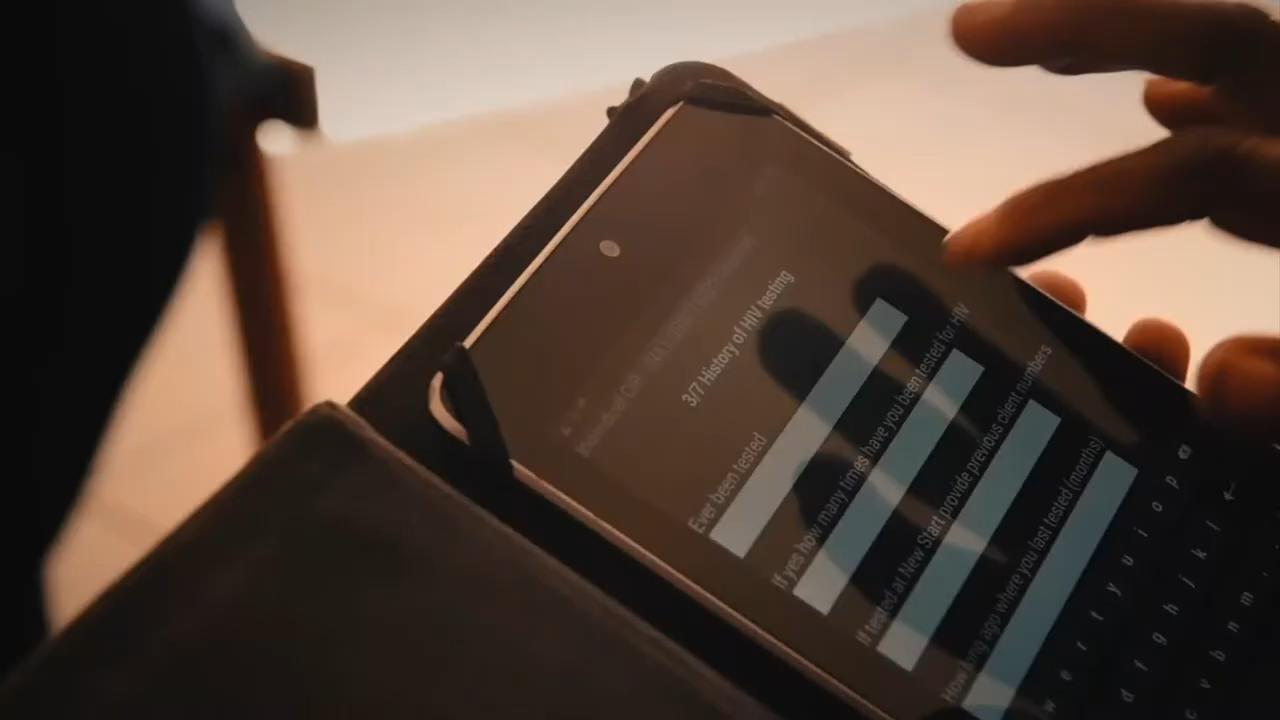 3/7 History of HIV testing
Ever been tested
If yes how many times have you been tested for HIV
If tested at New Start provide previous client numbers
How long ago where you last tested (months)
w e r t y u i o p
d f g h j k l
c v b n m ,